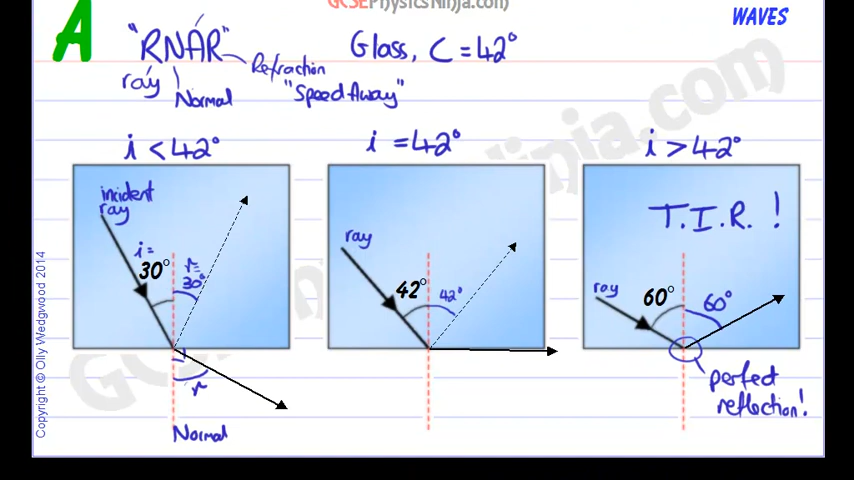 GCSEPhysicsNinja.com
WAVES
A
"RNAR"
Glass, C = 42°
ray
Normal
Refraction
"Speed Away"
i < 42°
i = 42°
i > 42°
incident
ray
i =
30°
r =
30°
r
Normal
ray
42°
42°
T.I.R. !
ray
60°
60°
perfect
reflection!
Copyright © Olly Wedgwood 2014